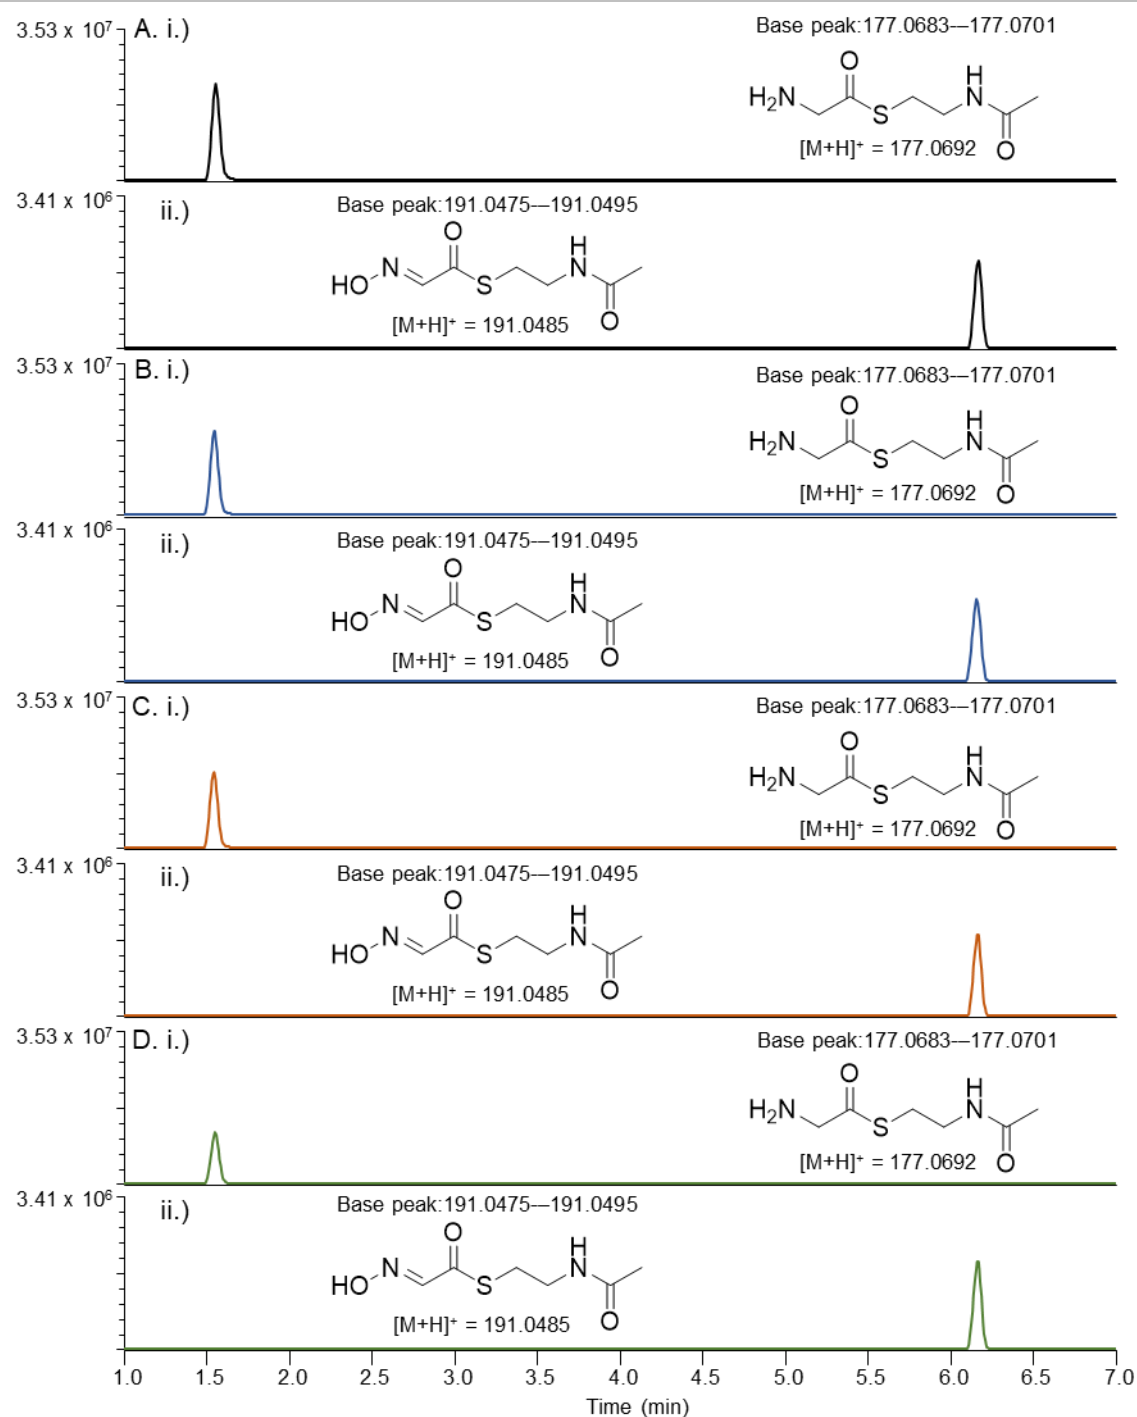 3.53 x 10⁷
A. i.)
Base peak:177.0683-–177.0701
O
H
H₂N
S
N
O
[M+H]⁺ = 177.0692
3.41 x 10⁶
ii.)
Base peak:191.0475-–191.0495
O
H
HO
N
S
N
O
[M+H]⁺ = 191.0485
3.53 x 10⁷
B. i.)
Base peak:177.0683-–177.0701
O
H
H₂N
S
N
O
[M+H]⁺ = 177.0692
3.41 x 10⁶
ii.)
Base peak:191.0475-–191.0495
O
H
HO
N
S
N
O
[M+H]⁺ = 191.0485
3.53 x 10⁷
C. i.)
Base peak:177.0683-–177.0701
O
H
H₂N
S
N
O
[M+H]⁺ = 177.0692
3.41 x 10⁶
ii.)
Base peak:191.0475-–191.0495
O
H
HO
N
S
N
O
[M+H]⁺ = 191.0485
3.53 x 10⁷
D. i.)
Base peak:177.0683-–177.0701
O
H
H₂N
S
N
O
[M+H]⁺ = 177.0692
3.41 x 10⁶
ii.)
Base peak:191.0475-–191.0495
O
H
HO
N
S
N
O
[M+H]⁺ = 191.0485
1.0 1.5 2.0 2.5 3.0 3.5 4.0 4.5 5.0 5.5 6.0 6.5 7.0
Time (min)